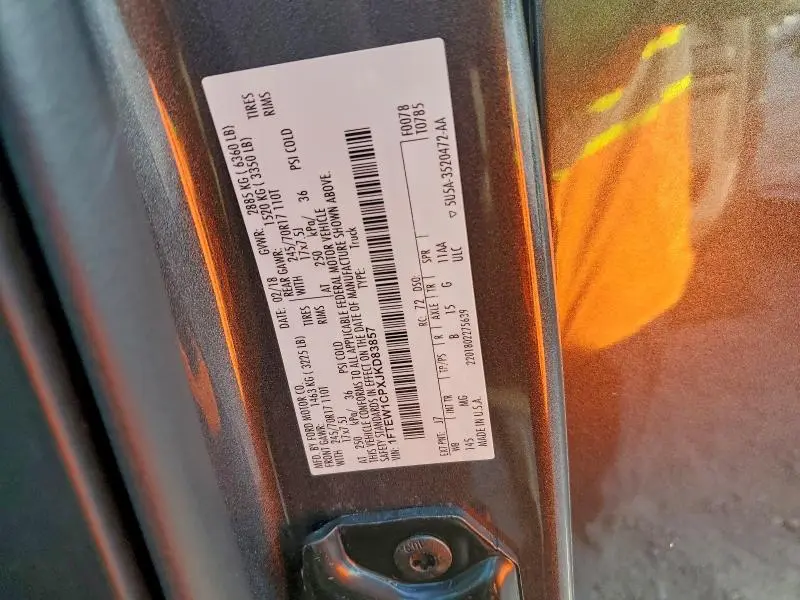 MFD. BY FORD MOTOR CO. DATE: 02/18 GVWR: 2885 KG ( 6360 LB)
FRONT GAWR: 1463 KG ( 3225 LB) REAR GAWR: 1520 KG ( 3350 LB)
WITH 245/70R17 110T TIRES WITH 245/70R17 110T TIRES
17x7.5J RIMS 17x7.5J RIMS
AT 250 kPa/ 36 PSI COLD AT 250 kPa/ 36 PSI COLD
THIS VEHICLE CONFORMS TO ALL APPLICABLE FEDERAL MOTOR VEHICLE
SAFETY STANDARDS IN EFFECT ON THE DATE OF MANUFACTURE SHOWN ABOVE.
VIN: 1FTEW1CPXJKD83857 TYPE: Truck
F0078
T0785
EXT PNT: J7 RC: 72 DSO:
WB INT TR TP/PS R AXLE TR SPR
145 MG B 15 G 11AA
ULC
MADE IN U.S.A. 2201802275639 5U5A-3520472-AA